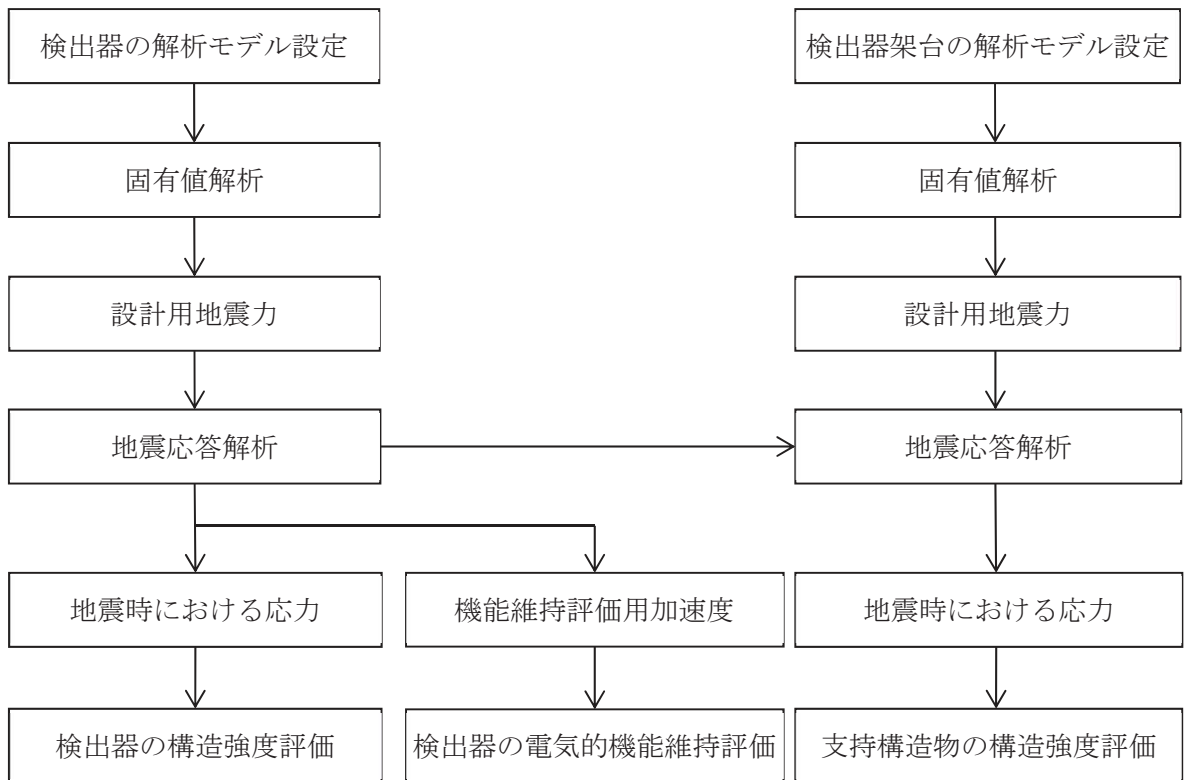 検出器の解析モデル設定
検出器架台の解析モデル設定
固有値解析
固有値解析
設計用地震力
設計用地震力
地震応答解析
地震応答解析
地震時における応力
機能維持評価用加速度
地震時における応力
検出器の構造強度評価
検出器の電気的機能維持評価
支持構造物の構造強度評価